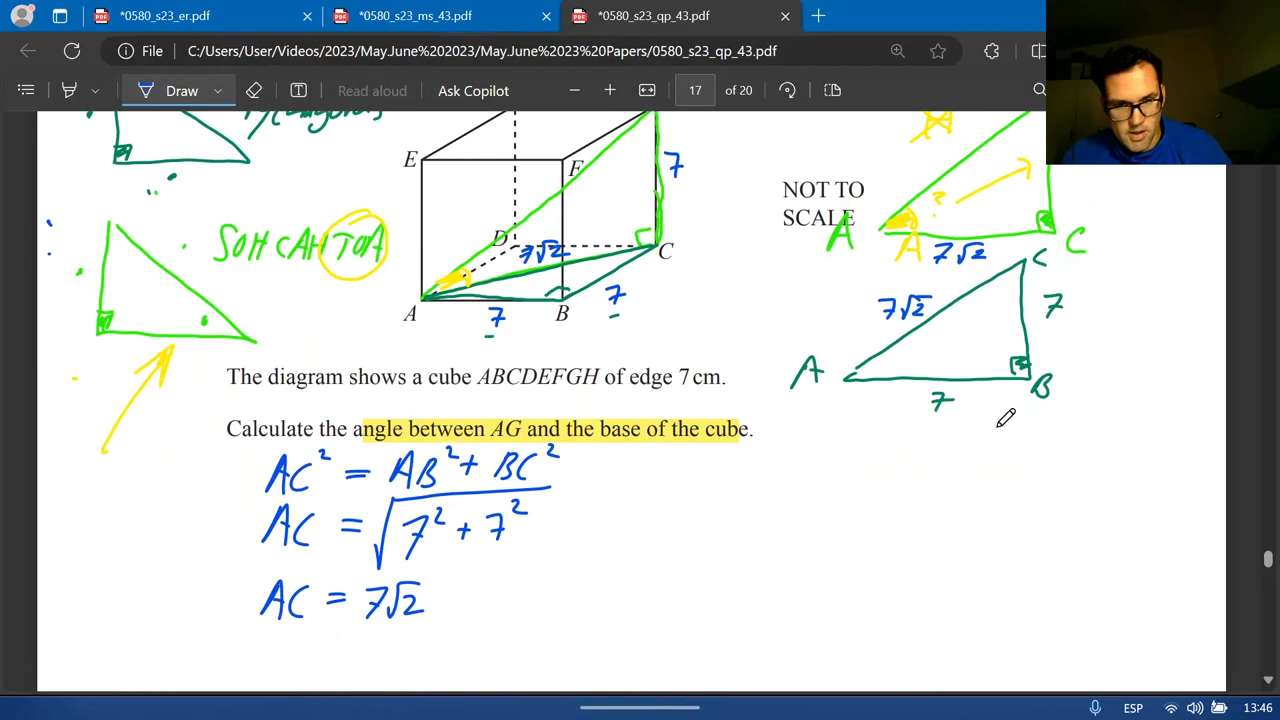 *0580_s23_er.pdf
*0580_s23_ms_43.pdf
*0580_s23_qp_43.pdf
File
C:/Users/User/Videos/2023/May.June%202023/May.June%2023%20Papers/0580_s23_qp_43.pdf
Draw
Read aloud
Ask Copilot
17 of 20
E
F
7
NOT TO
SCALE
A
?
A
7√2
C
SOH CAH TOA
D
7√2
C
A
7
B
7
C
7√2
7
A
7
B
The diagram shows a cube ABCDEFGH of edge 7 cm.
Calculate the angle between AG and the base of the cube.
AC² = AB² + BC²
AC = √7² + 7²
AC = 7√2
ESP
13:46